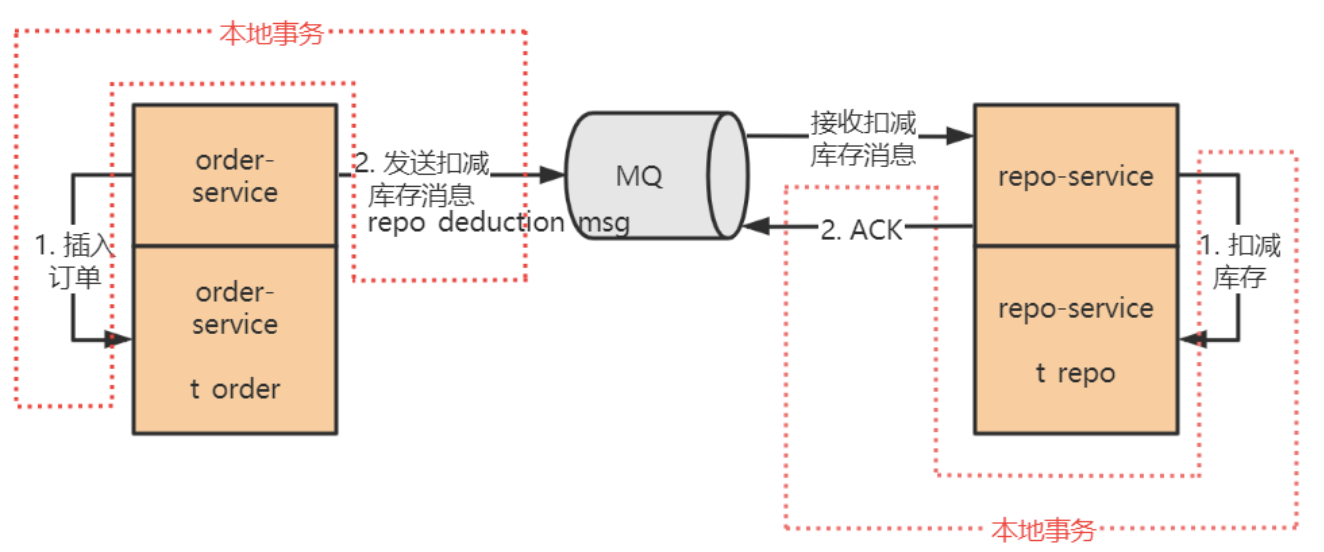 本地事务
order-
service
1. 插入
订单
order-
service
t order
2. 发送扣减
库存消息
repo deduction msg
MQ
接收扣减
库存消息
2. ACK
repo-service
1. 扣减
库存
repo-service
t repo
本地事务